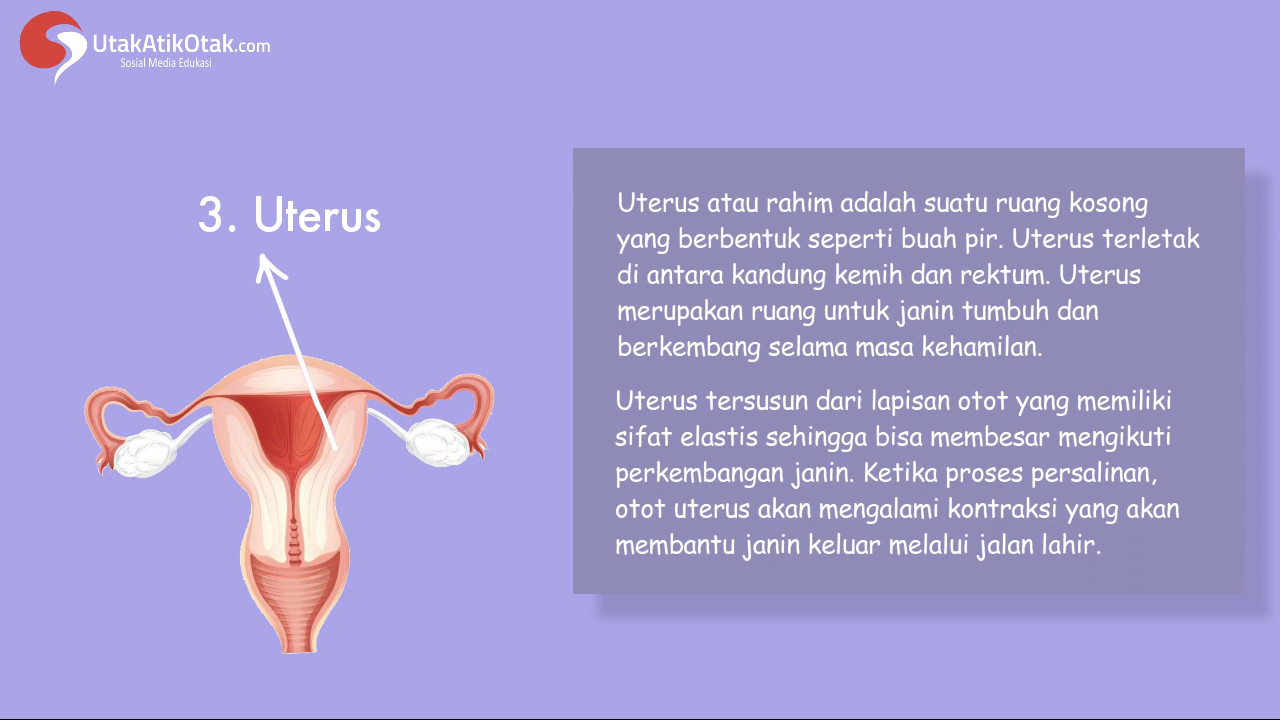 UtakAtikOtak.com
Sosial Media Edukasi
3. Uterus
Uterus atau rahim adalah suatu ruang kosong
yang berbentuk seperti buah pir. Uterus terletak
di antara kandung kemih dan rektum. Uterus
merupakan ruang untuk janin tumbuh dan
berkembang selama masa kehamilan.
Uterus tersusun dari lapisan otot yang memiliki
sifat elastis sehingga bisa membesar mengikuti
perkembangan janin. Ketika proses persalinan,
otot uterus akan mengalami kontraksi yang akan
membantu janin keluar melalui jalan lahir.